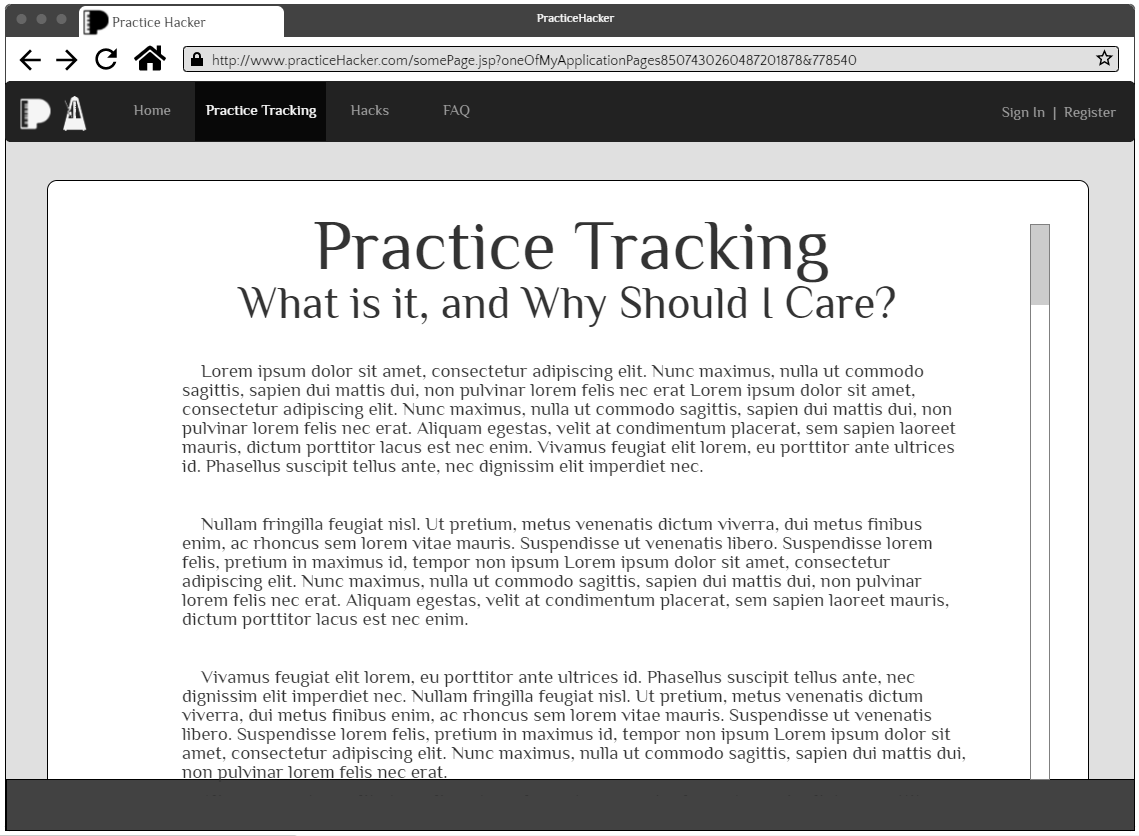 PracticeHacker
Practice Hacker
http://www.practiceHacker.com/somePage.jsp?oneOfMyApplicationPages8507430260487201878&778540
Home Practice Tracking Hacks FAQ Sign In | Register
Practice Tracking
What is it, and Why Should I Care?
Lorem ipsum dolor sit amet, consectetur adipiscing elit. Nunc maximus, nulla ut commodo
sagittis, sapien dui mattis dui, non pulvinar lorem felis nec erat Lorem ipsum dolor sit amet,
consectetur adipiscing elit. Nunc maximus, nulla ut commodo sagittis, sapien dui mattis dui, non
pulvinar lorem felis nec erat. Aliquam egestas, velit at condimentum placerat, sem sapien laoreet
mauris, dictum porttitor lacus est nec enim. Vivamus feugiat elit lorem, eu porttitor ante ultrices
id. Phasellus suscipit tellus ante, nec dignissim elit imperdiet nec.
Nullam fringilla feugiat nisl. Ut pretium, metus venenatis dictum viverra, dui metus finibus
enim, ac rhoncus sem lorem vitae mauris. Suspendisse ut venenatis libero. Suspendisse lorem
felis, pretium in maximus id, tempor non ipsum Lorem ipsum dolor sit amet, consectetur
adipiscing elit. Nunc maximus, nulla ut commodo sagittis, sapien dui mattis dui, non pulvinar
lorem felis nec erat. Aliquam egestas, velit at condimentum placerat, sem sapien laoreet mauris,
dictum porttitor lacus est nec enim.
Vivamus feugiat elit lorem, eu porttitor ante ultrices id. Phasellus suscipit tellus ante, nec
dignissim elit imperdiet nec. Nullam fringilla feugiat nisl. Ut pretium, metus venenatis dictum
viverra, dui metus finibus enim, ac rhoncus sem lorem vitae mauris. Suspendisse ut venenatis
libero. Suspendisse lorem felis, pretium in maximus id, tempor non ipsum Lorem ipsum dolor sit
amet, consectetur adipiscing elit. Nunc maximus, nulla ut commodo sagittis, sapien dui mattis dui,
non pulvinar lorem felis nec erat.